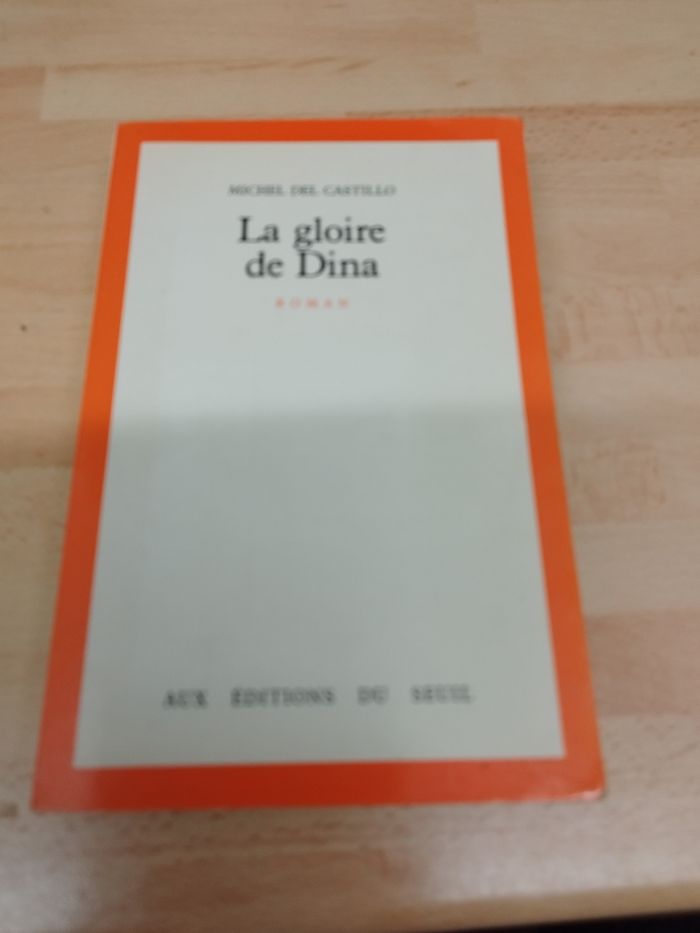 MICHEL DEL CASTILLO
La gloire
de Dina
ROMAN
AUX ÉDITIONS DU SEUIL